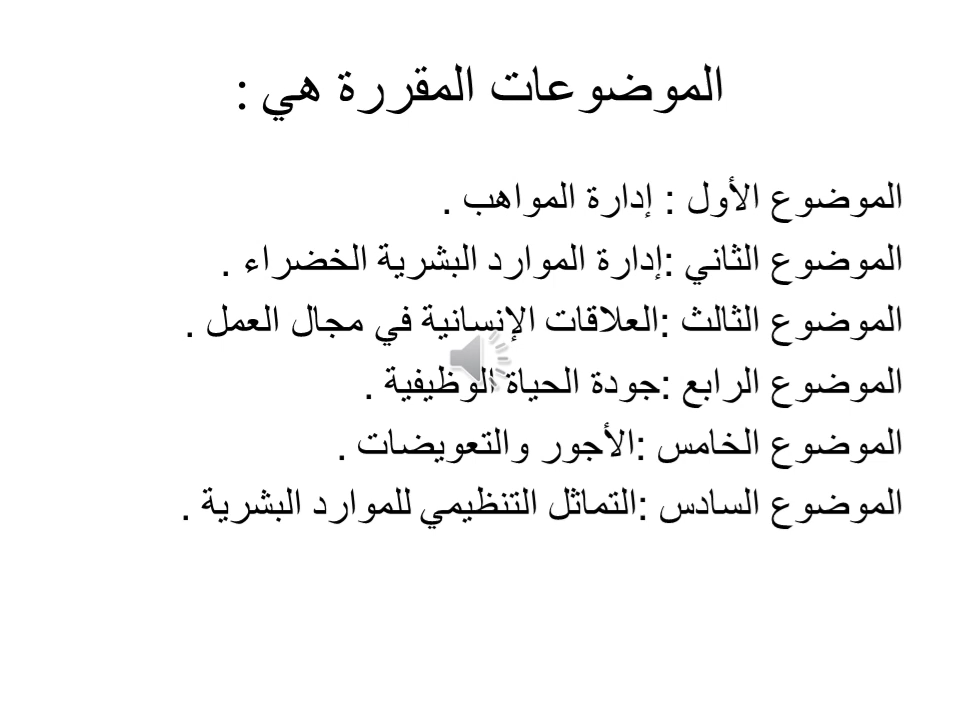 الموضوعات المقررة هي :
الموضوع الأول : إدارة المواهب .
الموضوع الثاني :إدارة الموارد البشرية الخضراء .
الموضوع الثالث :العلاقات الإنسانية في مجال العمل .
الموضوع الرابع :جودة الحياة الوظيفية .
الموضوع الخامس :الأجور والتعويضات .
الموضوع السادس :التماثل التنظيمي للموارد البشرية .